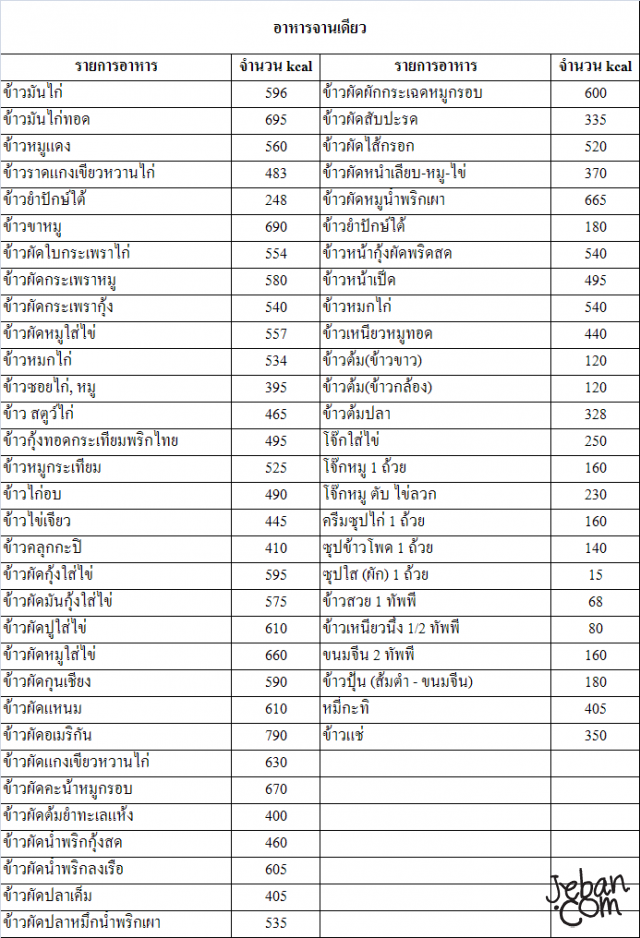 อาหารจานเดียว
รายการอาหาร จำนวน kcal รายการอาหาร จำนวน kcal
ข้าวมันไก่ 596 ข้าวผัดผักกระเฉดหมูกรอบ 600
ข้าวมันไก่ทอด 695 ข้าวผัดสับปะรด 335
ข้าวหมูแดง 560 ข้าวผัดไส้กรอก 520
ข้าวราดแกงเขียวหวานไก่ 483 ข้าวผัดหนำเลียบ-หมู-ไข่ 370
ข้าวยำปักษ์ใต้ 248 ข้าวผัดหมูน้ำพริกเผา 665
ข้าวขาหมู 690 ข้าวยำปักษ์ใต้ 180
ข้าวผัดใบกระเพราไก่ 554 ข้าวหน้ากุ้งผัดพริดสด 540
ข้าวผัดกระเพราหมู 580 ข้าวหน้าเป็ด 495
ข้าวผัดกระเพรากุ้ง 540 ข้าวหมกไก่ 540
ข้าวผัดหมูใส่ไข่ 557 ข้าวเหนียวหมูทอด 440
ข้าวหมกไก่ 534 ข้าวต้ม(ข้าวขาว) 120
ข้าวซอยไก่, หมู 395 ข้าวต้ม(ข้าวกล้อง) 120
ข้าว สตูว์ไก่ 465 ข้าวต้มปลา 328
ข้าวกุ้งทอดกระเทียมพริกไทย 495 โจ๊กใส่ไข่ 250
ข้าวหมูกระเทียม 525 โจ๊กหมู 1 ถ้วย 160
ข้าวไก่อบ 490 โจ๊กหมู ตับ ไข่ลวก 230
ข้าวไข่เจียว 445 ครีมซุปไก่ 1 ถ้วย 160
ข้าวคลุกกะปิ 410 ซุปข้าวโพด 1 ถ้วย 140
ข้าวผัดกุ้งใส่ไข่ 595 ซุปใส (ผัก) 1 ถ้วย 15
ข้าวผัดมันกุ้งใส่ไข่ 575 ข้าวสวย 1 ทัพพี 68
ข้าวผัดปูใส่ไข่ 610 ข้าวเหนียวนึ่ง 1/2 ทัพพี 80
ข้าวผัดหมูใส่ไข่ 660 ขนมจีน 2 ทัพพี 160
ข้าวผัดกุนเชียง 590 ข้าวปุ้น (ส้มตำ - ขนมจีน) 180
ข้าวผัดแหนม 610 หมี่กะทิ 405
ข้าวผัดอเมริกัน 790 ข้าวแช่ 350
ข้าวผัดแกงเขียวหวานไก่ 630
ข้าวผัดคะน้าหมูกรอบ 670
ข้าวผัดต้มยำทะเลแห้ง 400
ข้าวผัดน้ำพริกกุ้งสด 460
ข้าวผัดน้ำพริกลงเรือ 605
ข้าวผัดปลาเค็ม 405
ข้าวผัดปลาหมึกน้ำพริกเผา 535
Jeban
.com